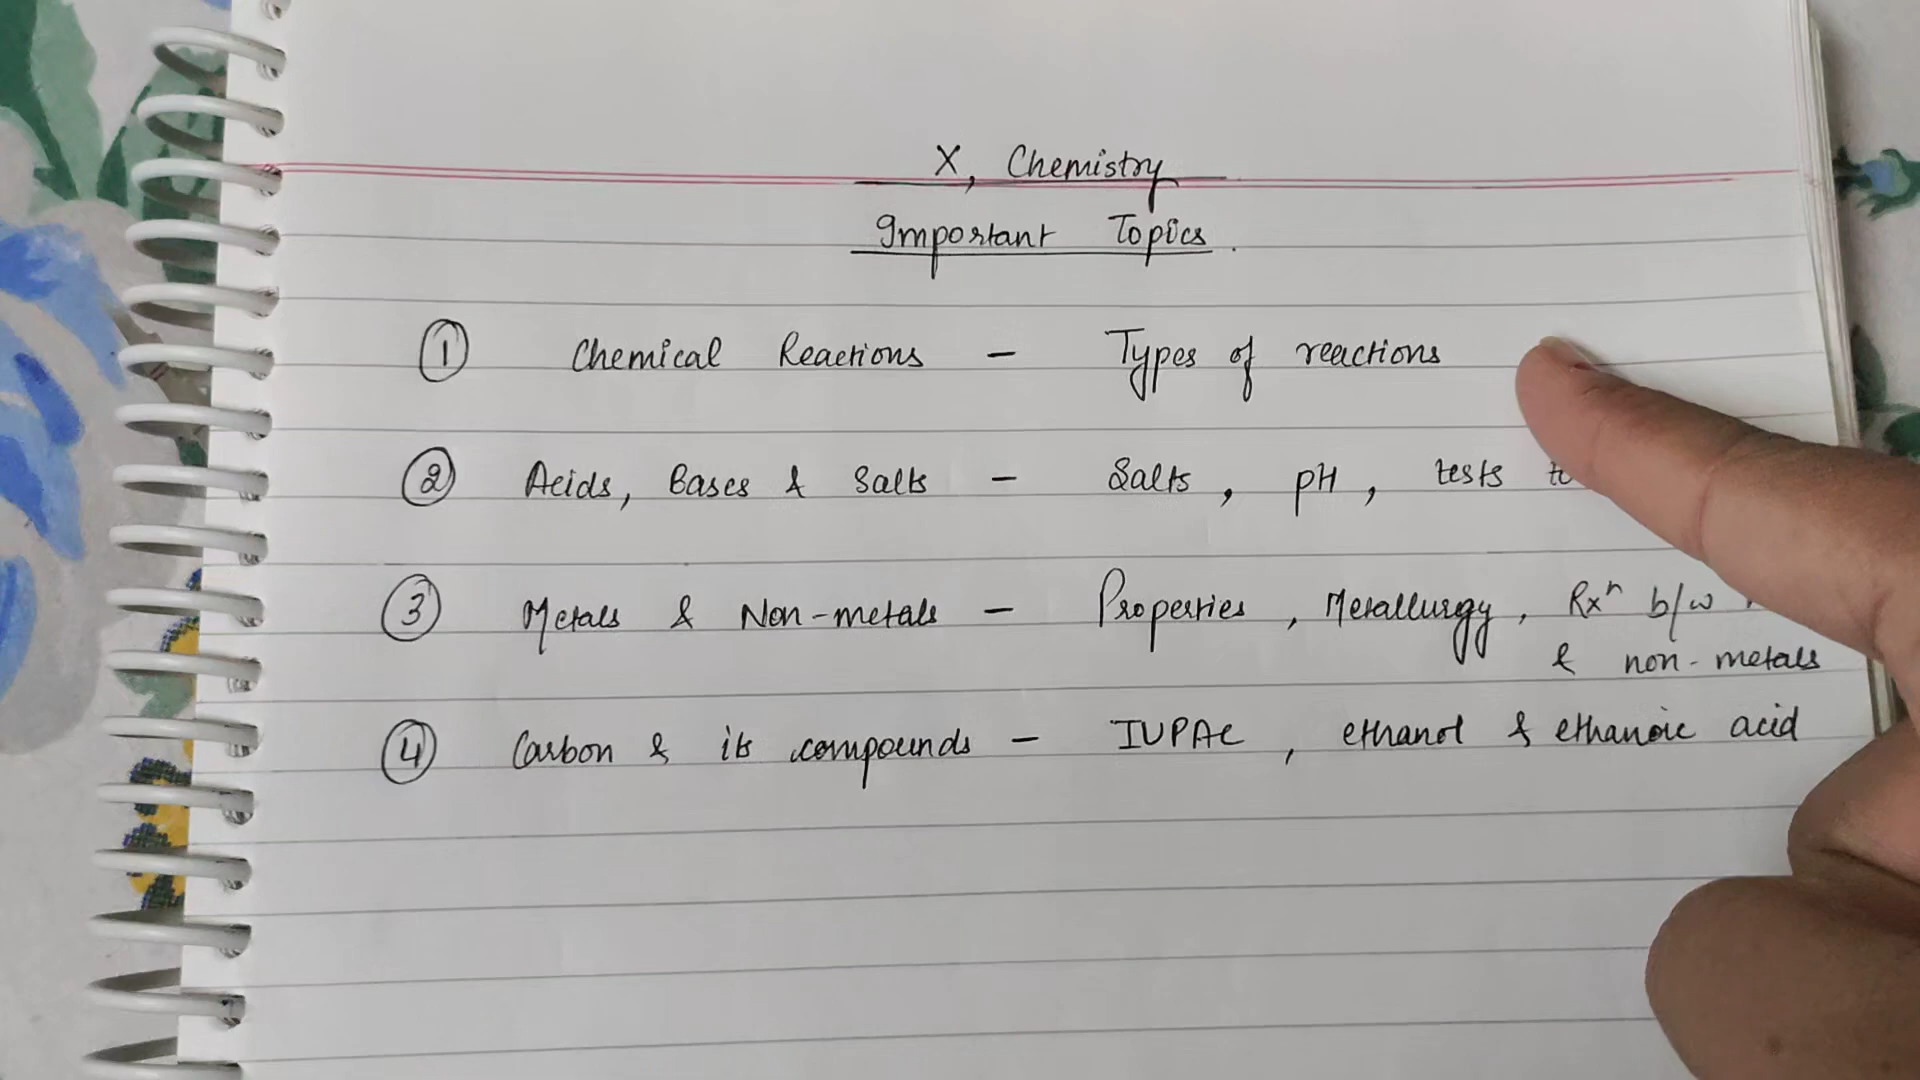 X, Chemistry
Important Topics.
1 Chemical Reactions - Types of reactions
2 Acids, Bases & Salts - Salts, pH, tests
3 Metals & Non-metals - Properties, Metallurgy, Rxn b/w
& non-metals
4 Carbon & its compounds - IUPAC, ethanol & ethanoic acid